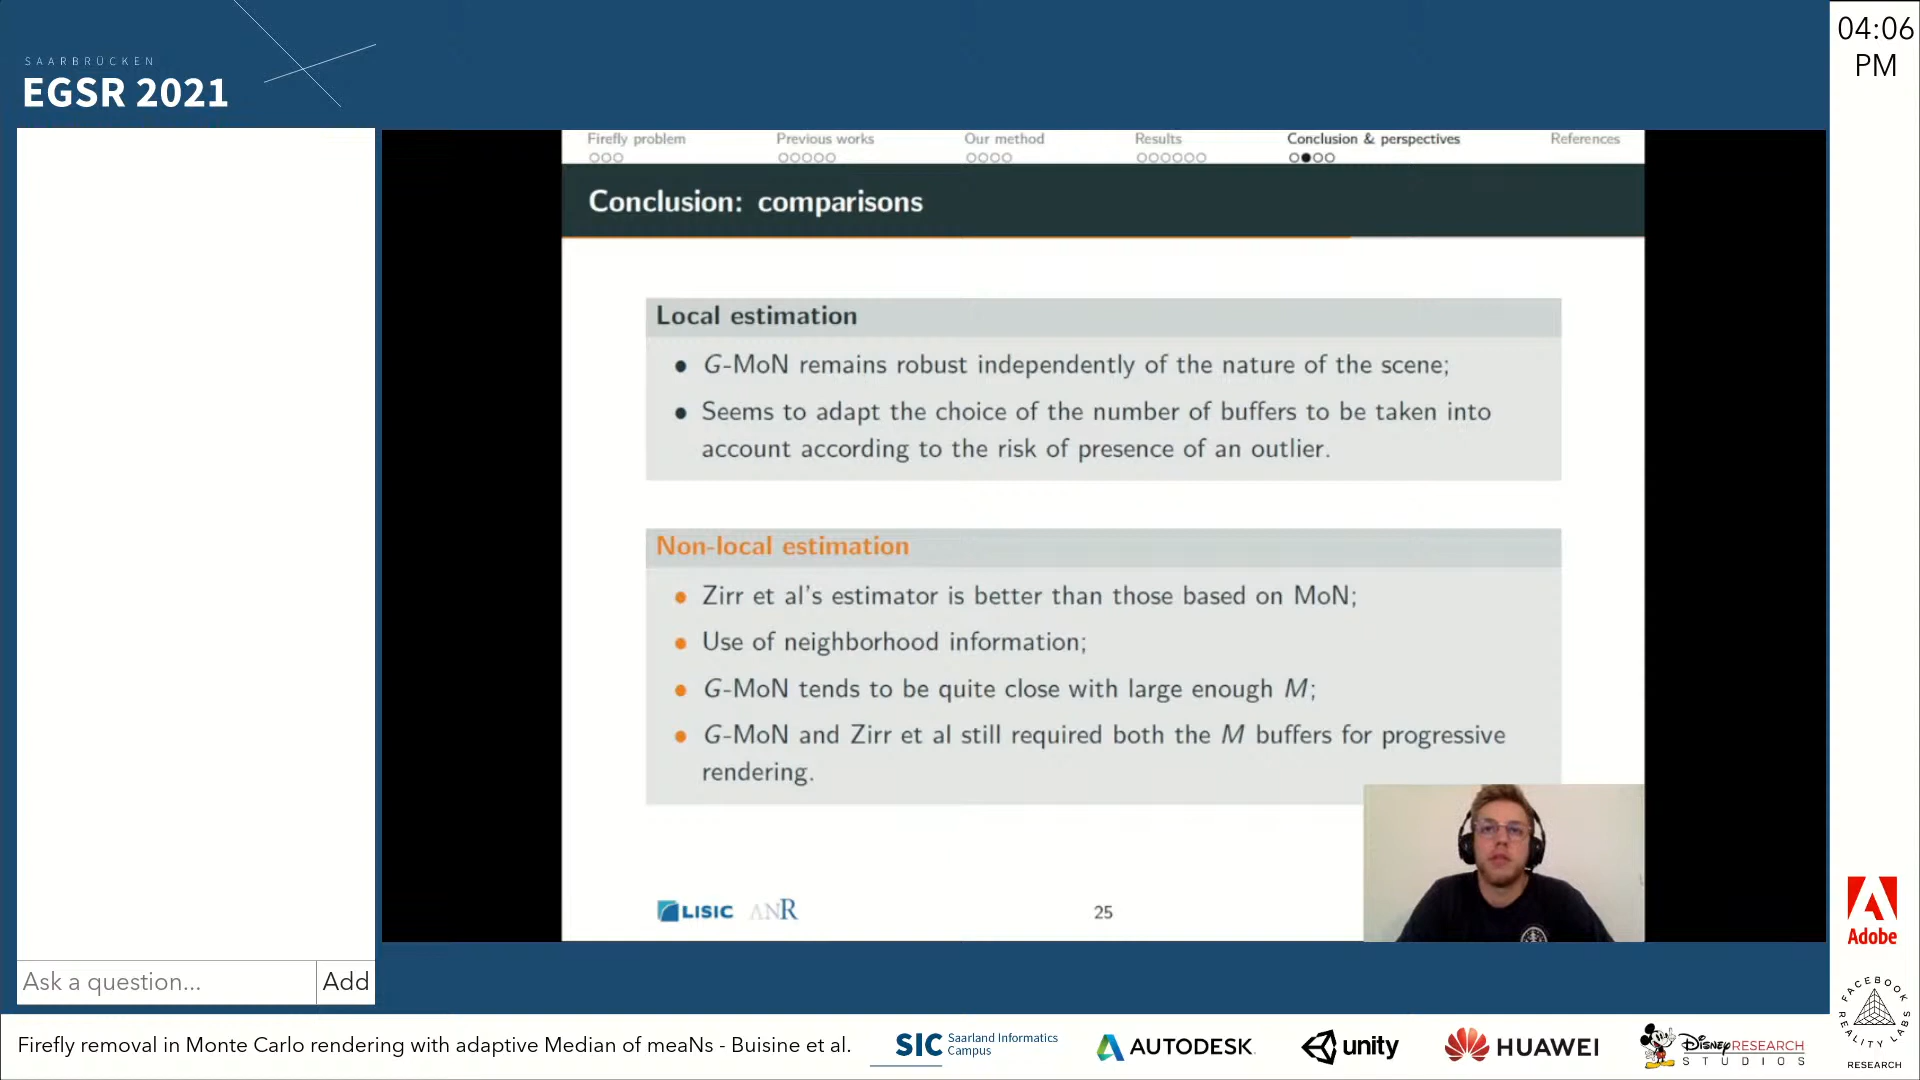 SAARBRÜCKEN
EGSR 2021
04:06
PM
Firefly problem
Previous works
Our method
Results
Conclusion & perspectives
References
Conclusion: comparisons
Local estimation
G-MoN remains robust independently of the nature of the scene;
Seems to adapt the choice of the number of buffers to be taken into
account according to the risk of presence of an outlier.
Non-local estimation
Zirr et al's estimator is better than those based on MoN;
Use of neighborhood information;
G-MoN tends to be quite close with large enough M;
G-MoN and Zirr et al still required both the M buffers for progressive
rendering.
LISIC
ANR
25
Ask a question...
Add
Firefly removal in Monte Carlo rendering with adaptive Median of meaNs - Buisine et al.
SIC
Saarland Informatics
Campus
AUTODESK
unity
HUAWEI
Disney RESEARCH
STUDIOS
Adobe
FACEBOOK
REALITY LABS
RESEARCH